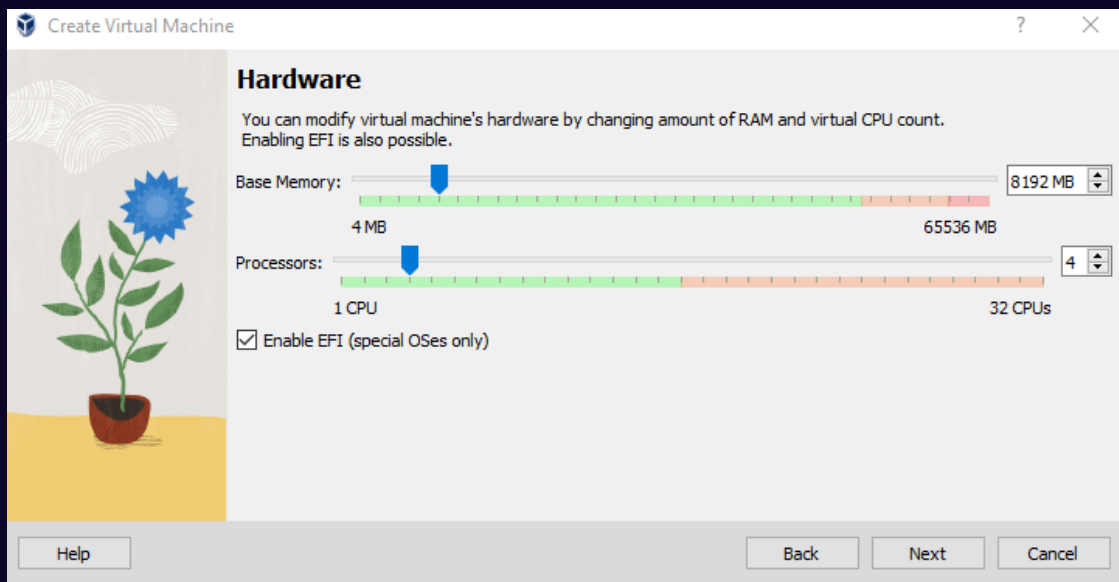 Create Virtual Machine
?
Hardware
You can modify virtual machine's hardware by changing amount of RAM and virtual CPU count.
Enabling EFI is also possible.
Base Memory:
8192 MB
4 MB
65536 MB
Processors:
4
1 CPU
32 CPUs
Enable EFI (special OSes only)
Help
Back
Next
Cancel